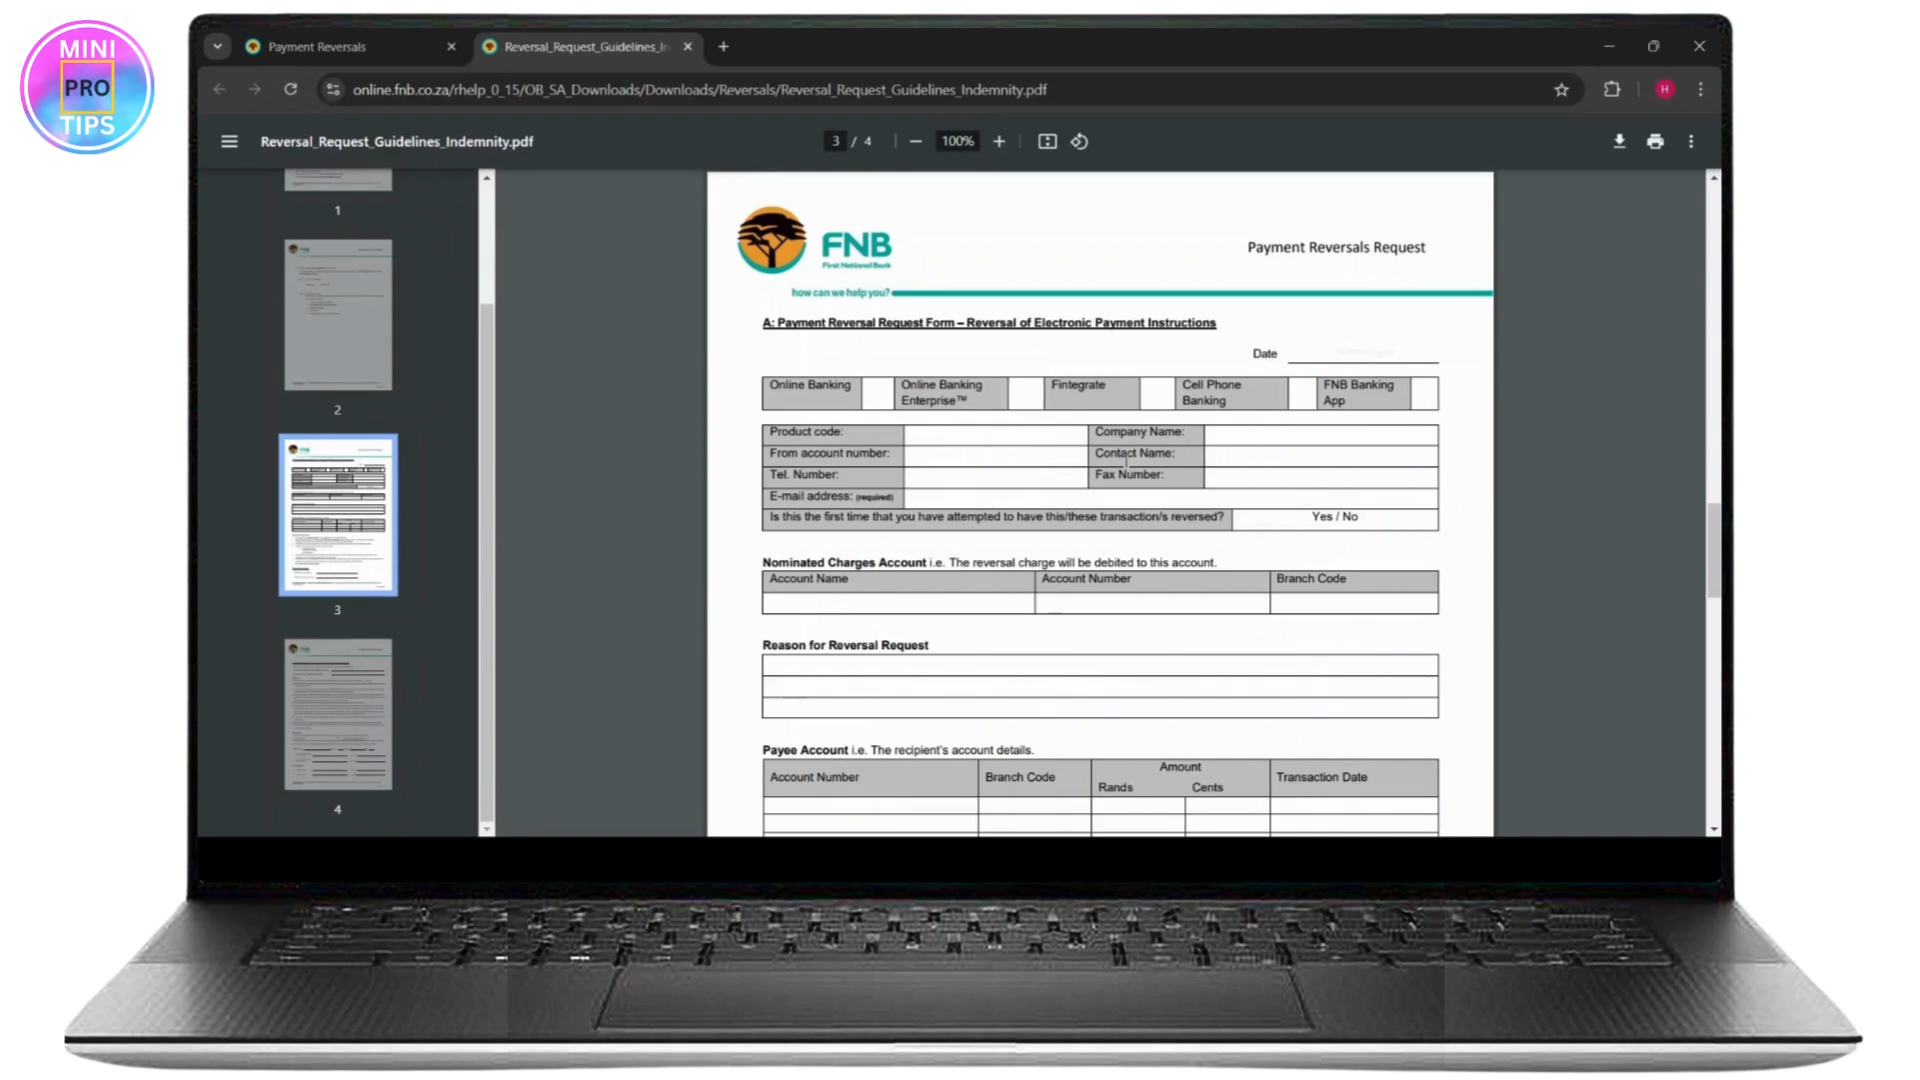 MINI
PRO
TIPS
Payment Reversals
Reversal_Request_Guidelines_In
online.fnb.co.za/rhelp_0_15/OB_SA_Downloads/Downloads/Reversals/Reversal_Request_Guidelines_Indemnity.pdf
H
Reversal_Request_Guidelines_Indemnity.pdf
3 / 4
100%
1
2
3
4
FNB
First National Bank
how can we help you?
Payment Reversals Request
A: Payment Reversal Request Form – Reversal of Electronic Payment Instructions
Date
Online Banking
Online Banking Enterprise™
Fintegrate
Cell Phone Banking
FNB Banking App
Product code: Company Name:
From account number: Contact Name:
Tel. Number: Fax Number:
E-mail address: (required)
Is this the first time that you have attempted to have this/these transaction/s reversed? Yes / No
Nominated Charges Account i.e. The reversal charge will be debited to this account.
Account Name Account Number Branch Code
Reason for Reversal Request
Payee Account i.e. The recipient's account details.
Account Number Branch Code Amount Transaction Date
Rands Cents